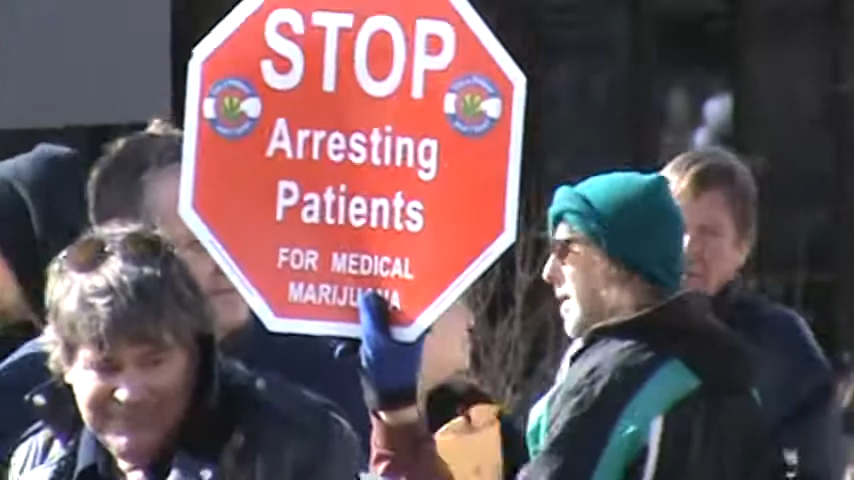 STOP
Arresting
Patients
FOR MEDICAL
MARIJUANA